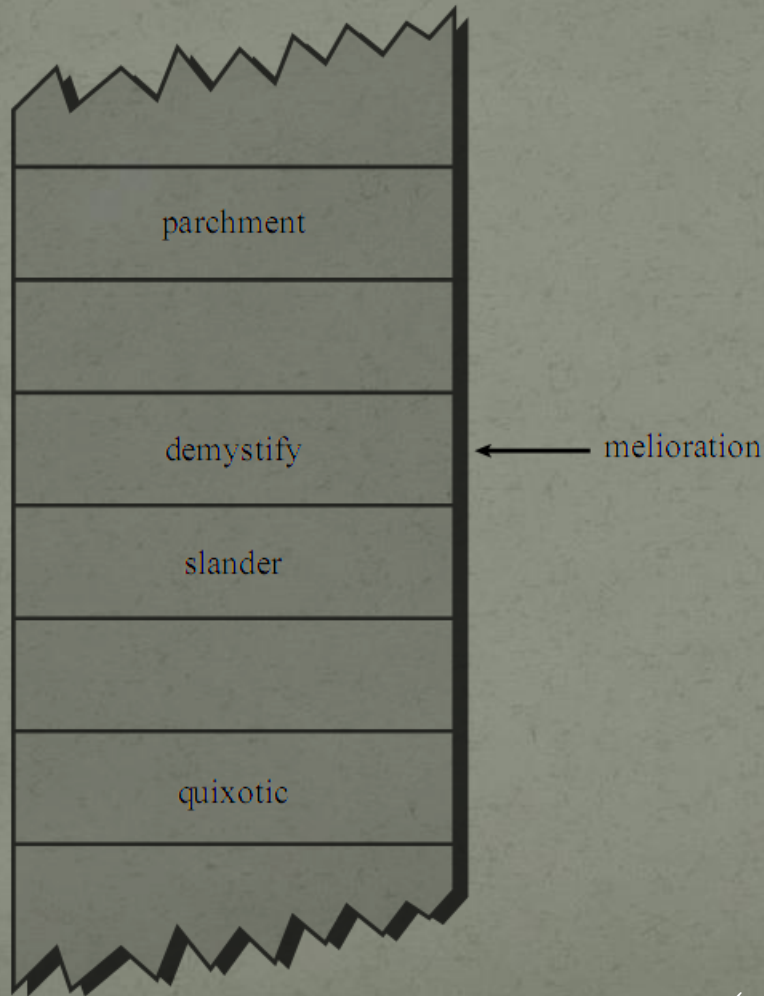 parchment
demystify
melioration
slander
quixotic